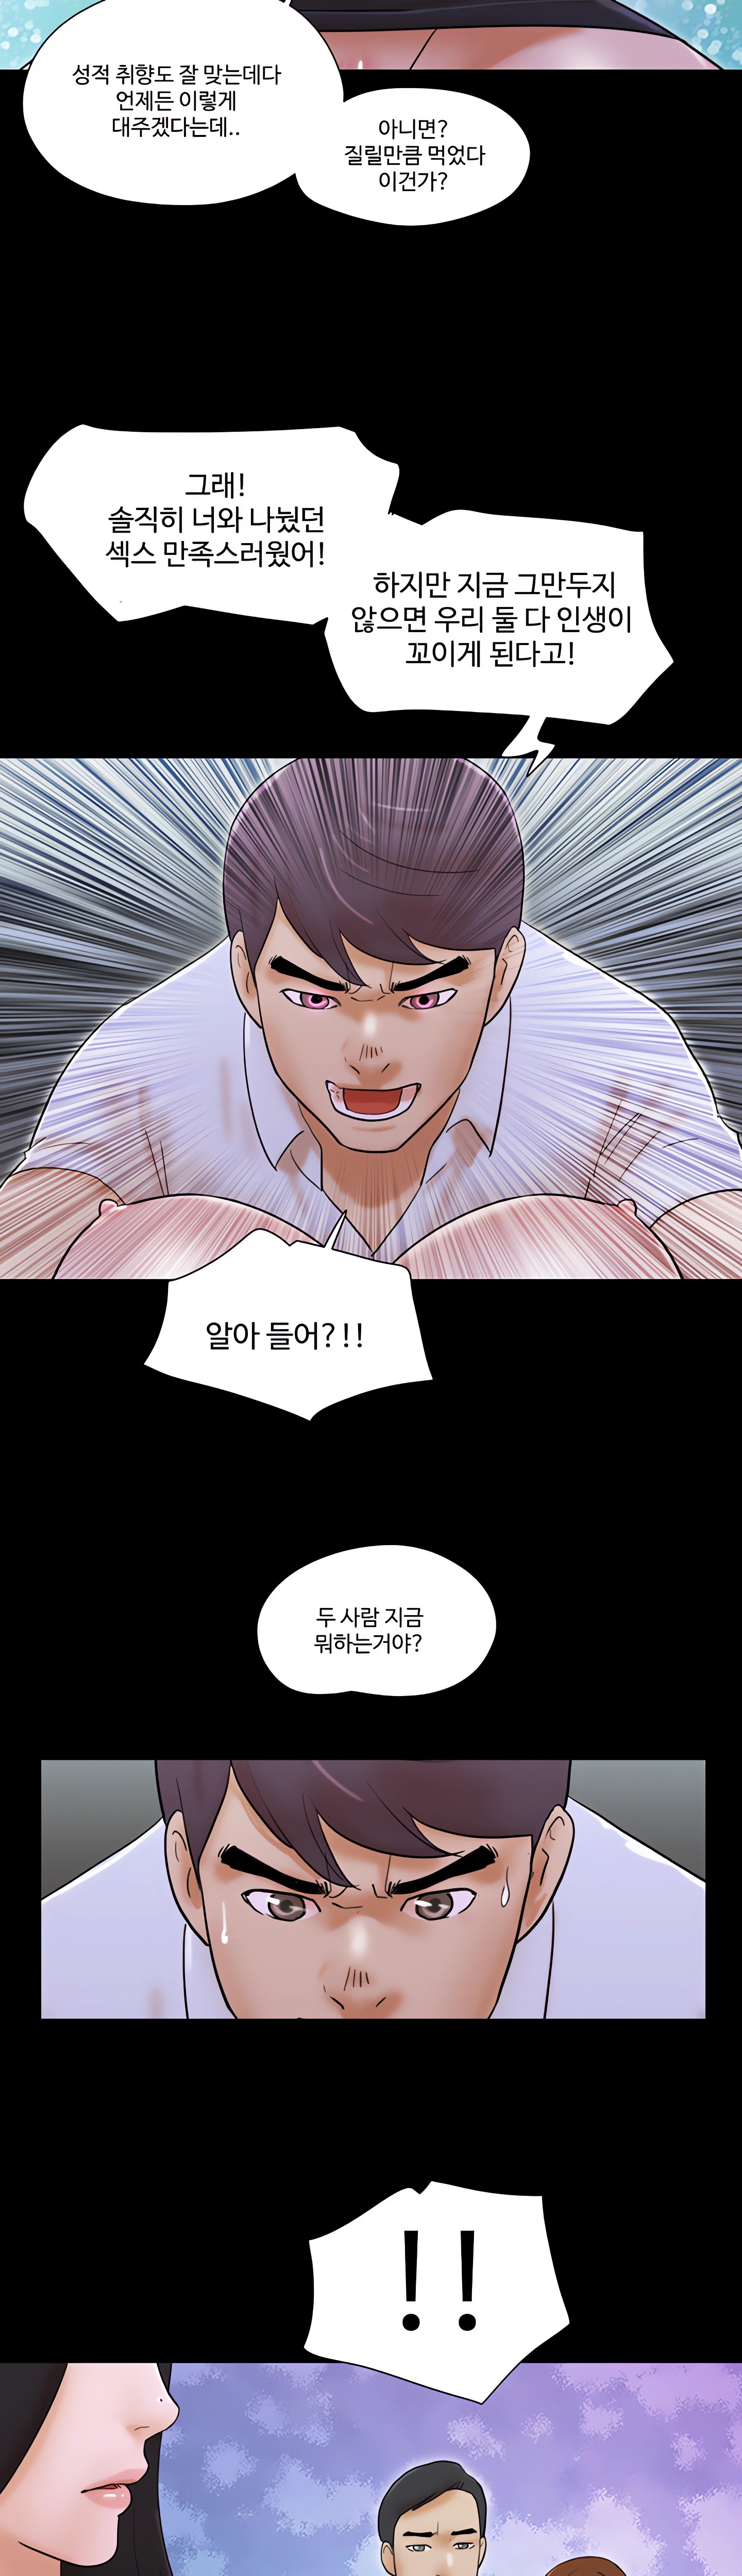 성적 취향도 잘 맞는데다
언제든 이렇게
대주겠다는데..
아니면?
질릴만큼 먹었다
이건가?
그래!
솔직히 너와 나눴던
섹스 만족스러웠어!
하지만 지금 그만두지
않으면 우리 둘 다 인생이
꼬이게 된다고!
알아 들어?!!
두 사람 지금
뭐하는거야?
!!